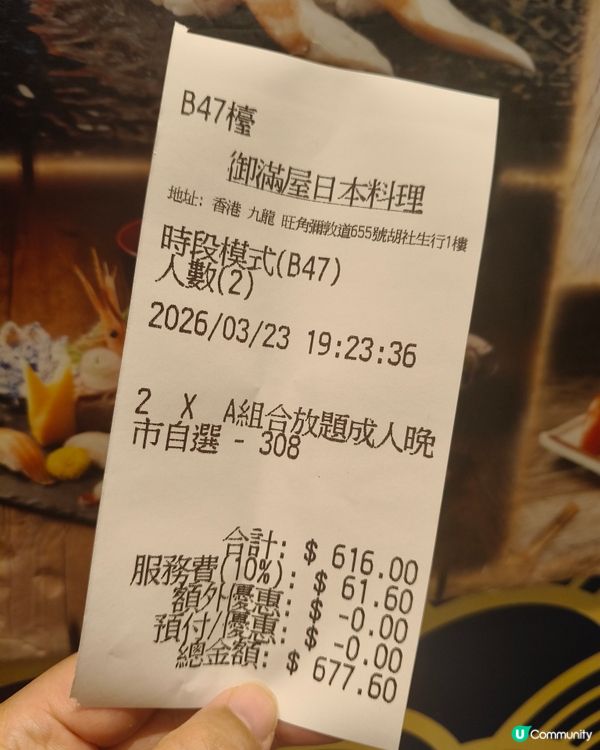 B47檯
御滿屋日本料理
地址: 香港 九龍 旺角彌敦道655號胡社生行1樓
時段模式(B47)
人數(2)
2026/03/23 19:23:36
2 X A組合放題成人晚
市自選 - 308
合計: $ 616.00
服務費(10%): $ 61.60
額外優惠: $ -0.00
預付/優惠: $ -0.00
總金額: $ 677.60
U Community